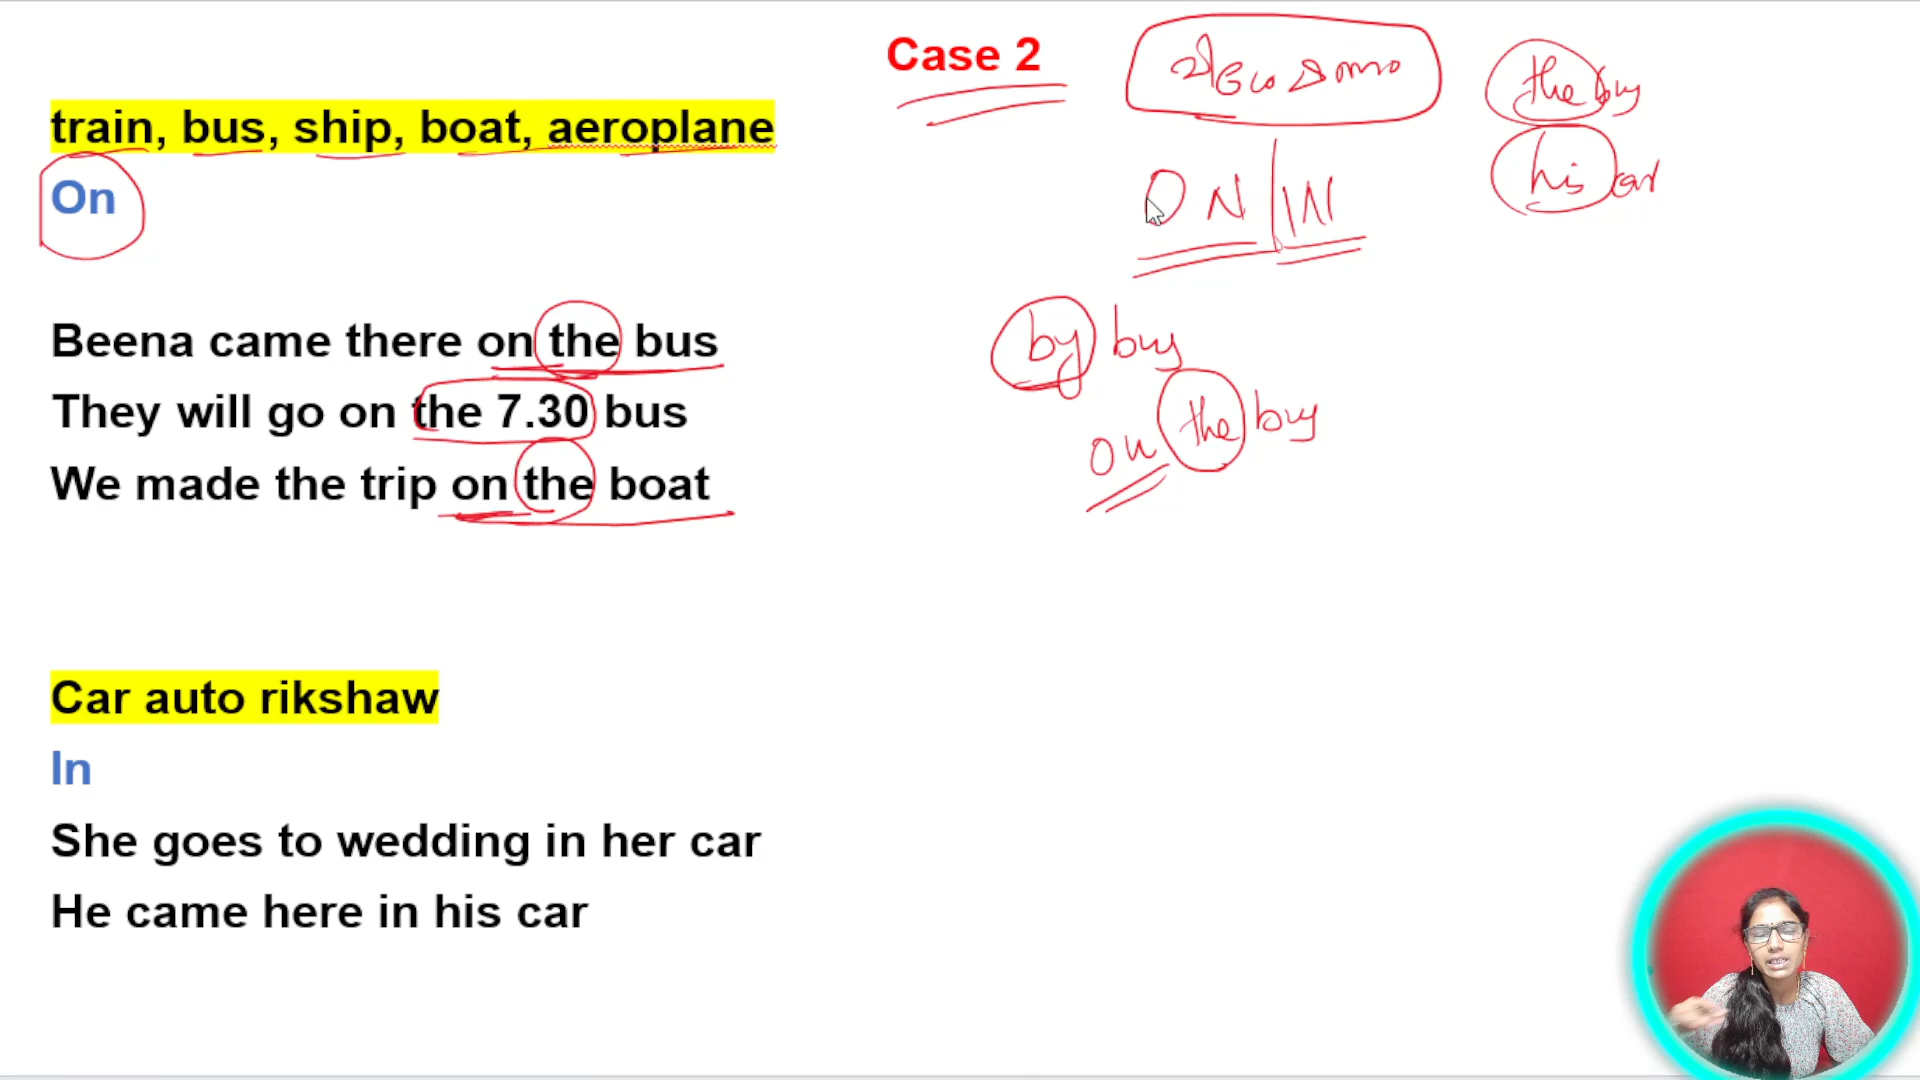 Case 2
the bus
train, bus, ship, boat, aeroplane
his car
On
ON | IN
Beena came there on the bus
by bus
They will go on the 7.30 bus
on the bus
We made the trip on the boat
Car auto rikshaw
In
She goes to wedding in her car
He came here in his car